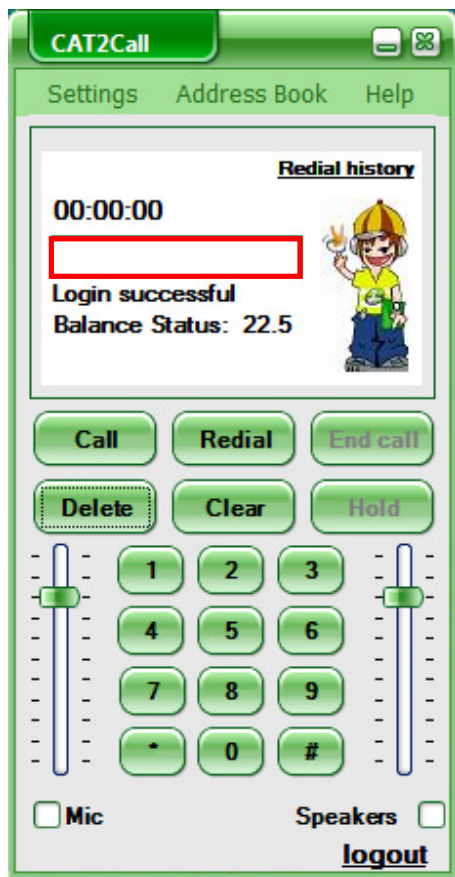 CAT2Call
Settings Address Book Help
Redial history
00:00:00
Login successful
Balance Status: 22.5
Call Redial End call
Delete Clear Hold
1 2 3
4 5 6
7 8 9
* 0 #
Mic Speakers
logout